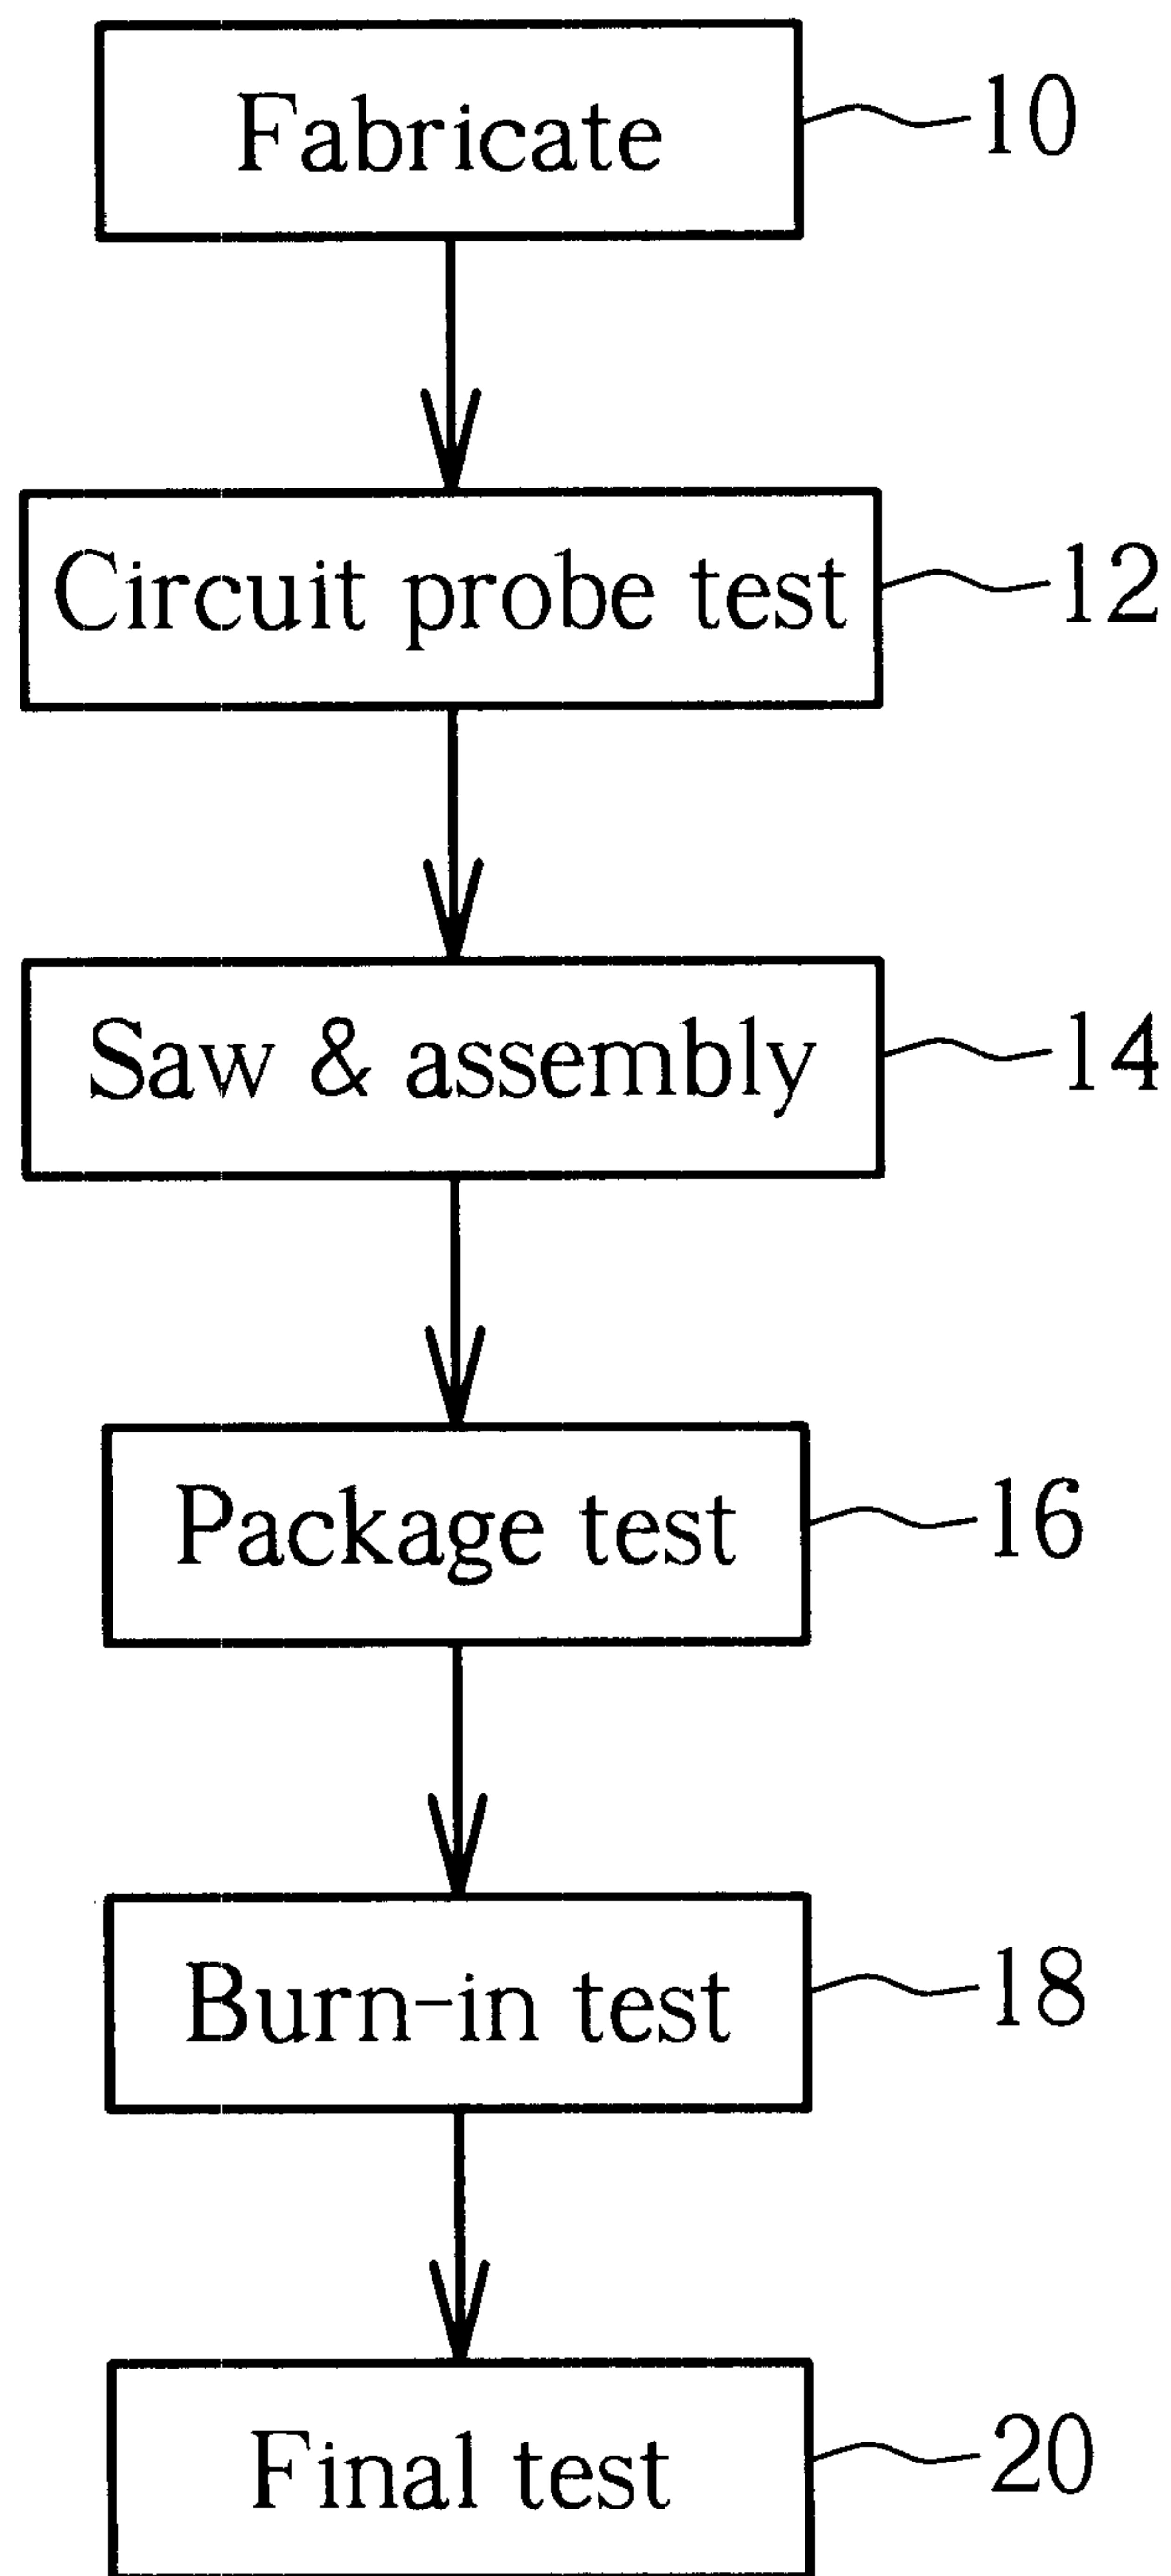 Fabricate 10
Circuit probe test 12
Saw & assembly 14
Package test 16
Burn-in test 18
Final test 20